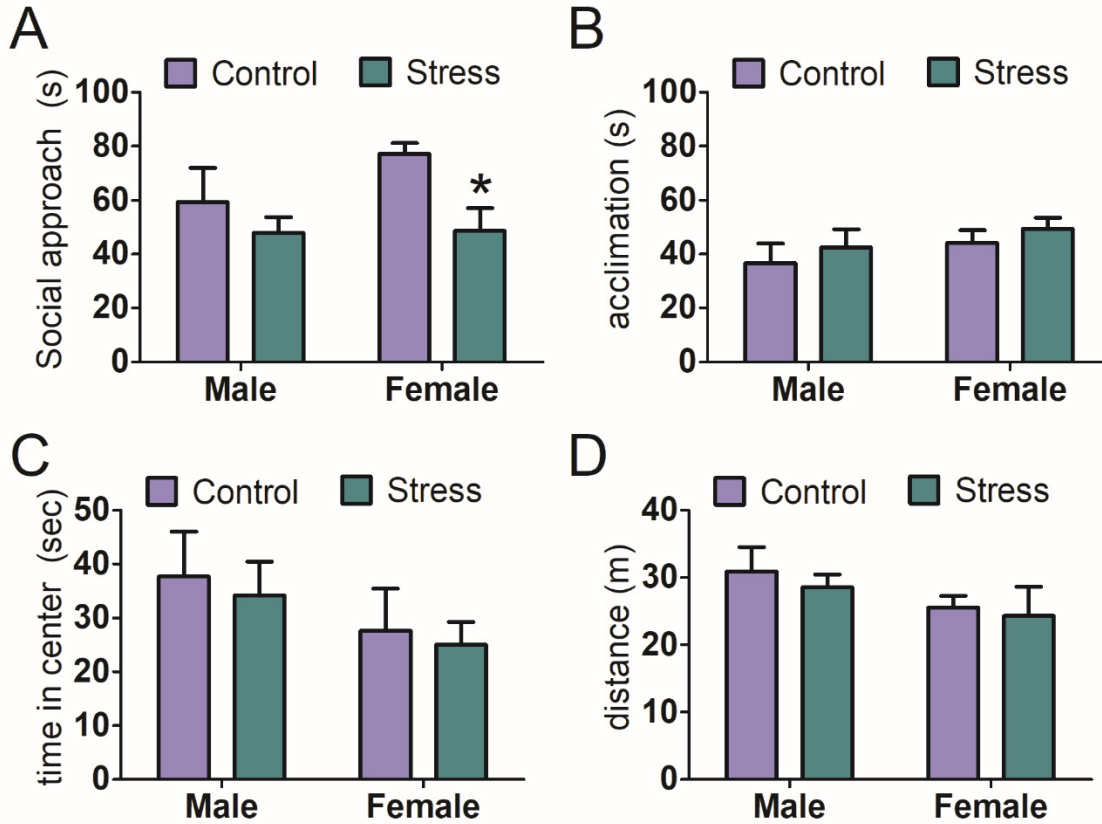 A
Control Stress
Social approach (s)
100
80
60
40
20
0
*
Male Female
B
Control Stress
acclimation (s)
100
80
60
40
20
0
Male Female
C
Control Stress
time in center (sec)
50
40
30
20
10
0
Male Female
D
Control Stress
distance (m)
40
30
20
10
0
Male Female